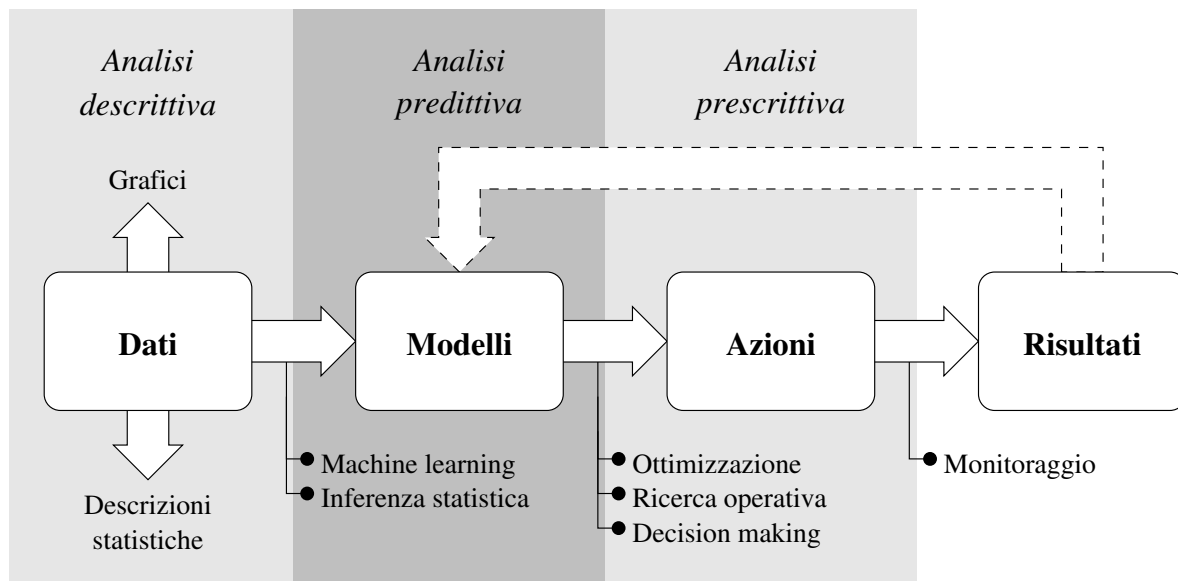 Analisi
descrittiva
Analisi
predittiva
Analisi
prescrittiva
Grafici
Dati
Modelli
Azioni
Risultati
Descrizioni
statistiche
Machine learning
Inferenza statistica
Ottimizzazione
Ricerca operativa
Decision making
Monitoraggio